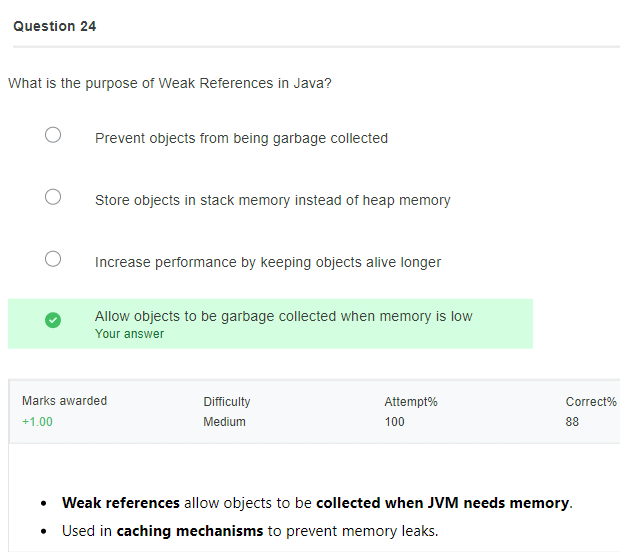 Question 24
What is the purpose of Weak References in Java?
Prevent objects from being garbage collected
Store objects in stack memory instead of heap memory
Increase performance by keeping objects alive longer
Allow objects to be garbage collected when memory is low
Your answer
Marks awarded Difficulty Attempt% Correct%
+1.00 Medium 100 88
• Weak references allow objects to be collected when JVM needs memory.
• Used in caching mechanisms to prevent memory leaks.